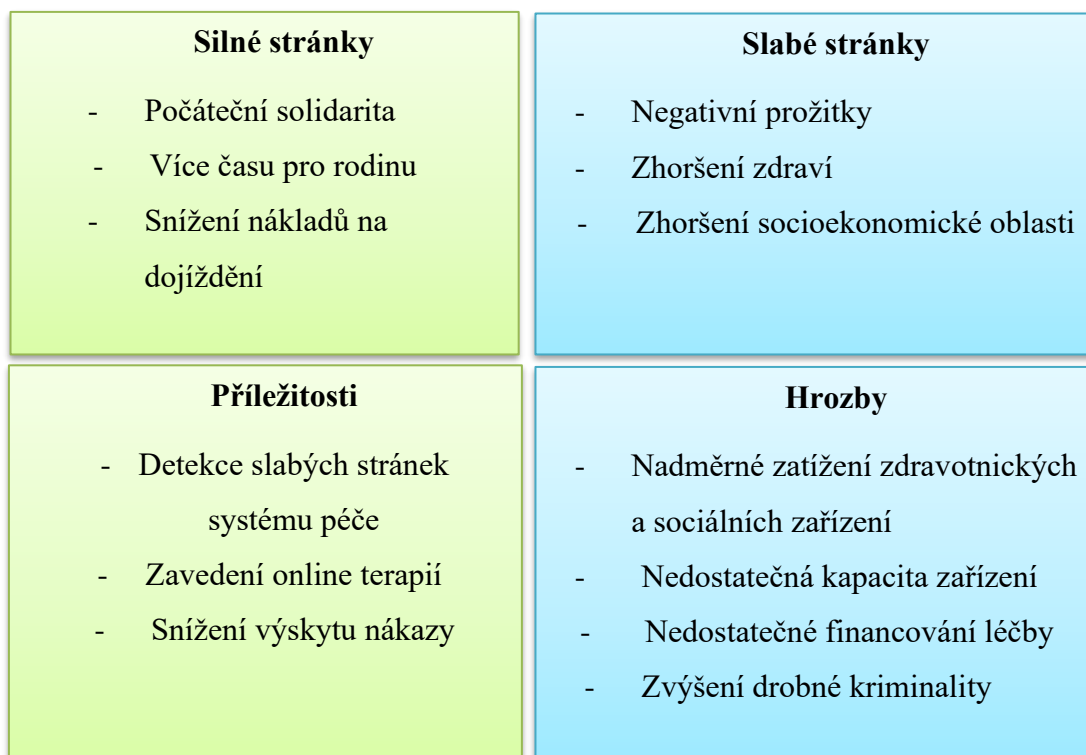 Silné stránky
- Počáteční solidarita
- Více času pro rodinu
- Snížení nákladů na
dojíždění
Slabé stránky
- Negativní prožitky
- Zhoršení zdraví
- Zhoršení socioekonomické oblasti
Příležitosti
- Detekce slabých stránek
systému péče
- Zavedení online terapií
- Snížení výskytu nákazy
Hrozby
- Nadměrné zatížení zdravotnických
a sociálních zařízení
- Nedostatečná kapacita zařízení
- Nedostatečné financování léčby
- Zvýšení drobné kriminality